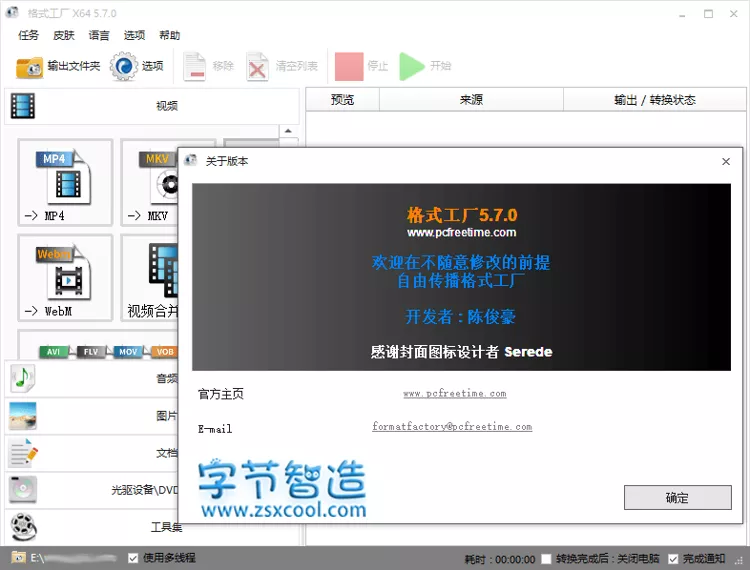 格式工厂 X64 5.7.0
任务 皮肤 语言 选项 帮助
输出文件夹 选项 移除 清空列表 停止 开始
视频 预览 来源 输出 / 转换状态
MP4 MKV
-> MP4 -> MKV
WebM
-> WebM 视频合并
AVI FLV MOV VOB
音频
图片
文档
光驱设备\DVD
工具集
关于版本
格式工厂5.7.0
www.pcfreetime.com
欢迎在不随意修改的前提
自由传播格式工厂
开发者 : 陈俊豪
感谢封面图标设计者 Serede
官方主页 www.pcfreetime.com
E-mail formatfactory@pcfreetime.com
字节智造
www.zsxcool.com
确定
E:\ 使用多线程 耗时 : 00:00:00 转换完成后 : 关闭电脑 完成通知